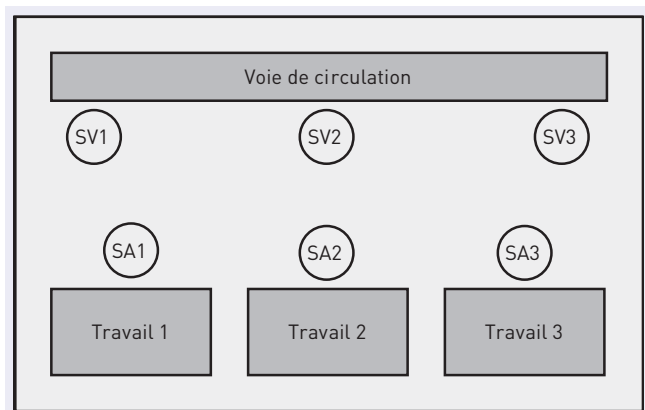 Voie de circulation
SV1
SV2
SV3
SA1
SA2
SA3
Travail 1
Travail 2
Travail 3